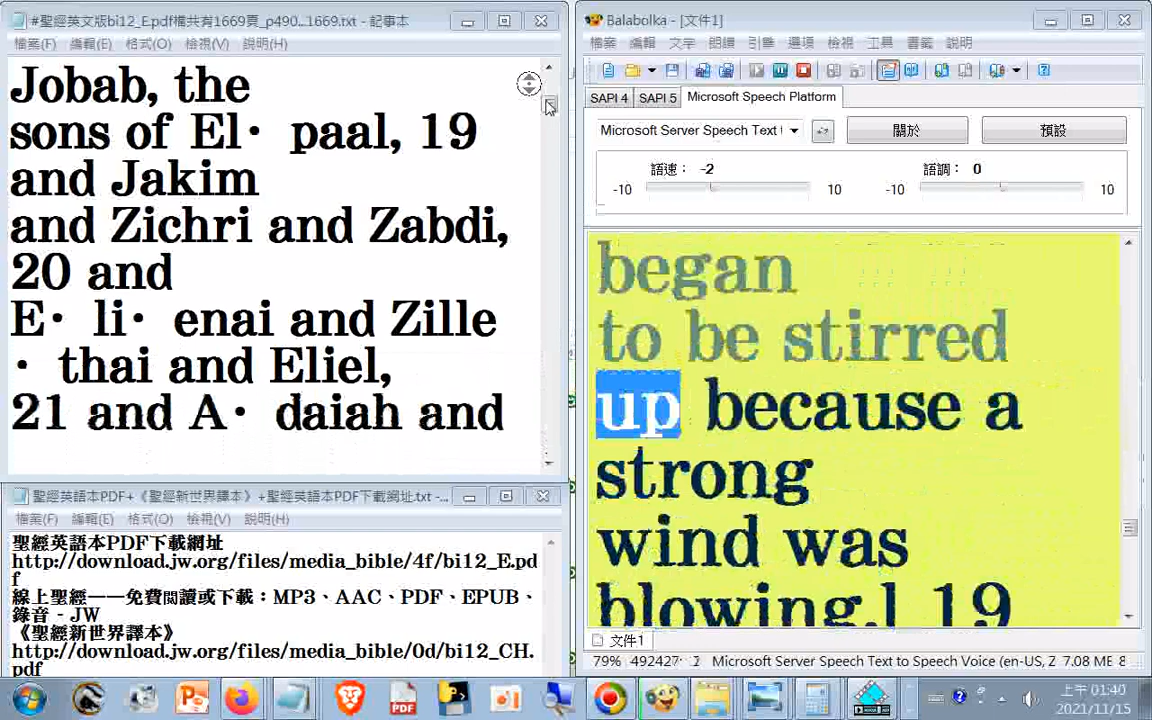 #聖經英文版bi12_E.pdf檔共有1669頁_p490...1669.txt - 記事本
檔案(F) 編輯(E) 格式(O) 檢視(V) 說明(H)
Jobab, the
sons of El· paal, 19
and Jakim
and Zichri and Zabdi,
20 and
E· li· enai and Zille
· thai and Eliel,
21 and A· daiah and
聖經英語本PDF+《聖經新世界譯本》+聖經英語本PDF下載網址.txt -...
檔案(F) 編輯(E) 格式(O) 檢視(V) 說明(H)
聖經英語本PDF下載網址
http://download.jw.org/files/media_bible/4f/bi12_E.pd
f
線上聖經──免費閱讀或下載：MP3、AAC、PDF、EPUB、
錄音 - JW
《聖經新世界譯本》
http://download.jw.org/files/media_bible/0d/bi12_CH.
pdf
Balabolka - [文件1]
檔案 編輯 文字 朗讀 引擎 選項 檢視 工具 書籤 說明
SAPI 4 SAPI 5 Microsoft Speech Platform
Microsoft Server Speech Text 關於 預設
語速： -2 語調： 0
-10 10 -10 10
began
to be stirred
up because a
strong
wind was
blowing.l 19
文件1
79% Microsoft Server Speech Text to Speech Voice (en-US, Z 7.08 MB 8
上午 01:40
2021/11/15